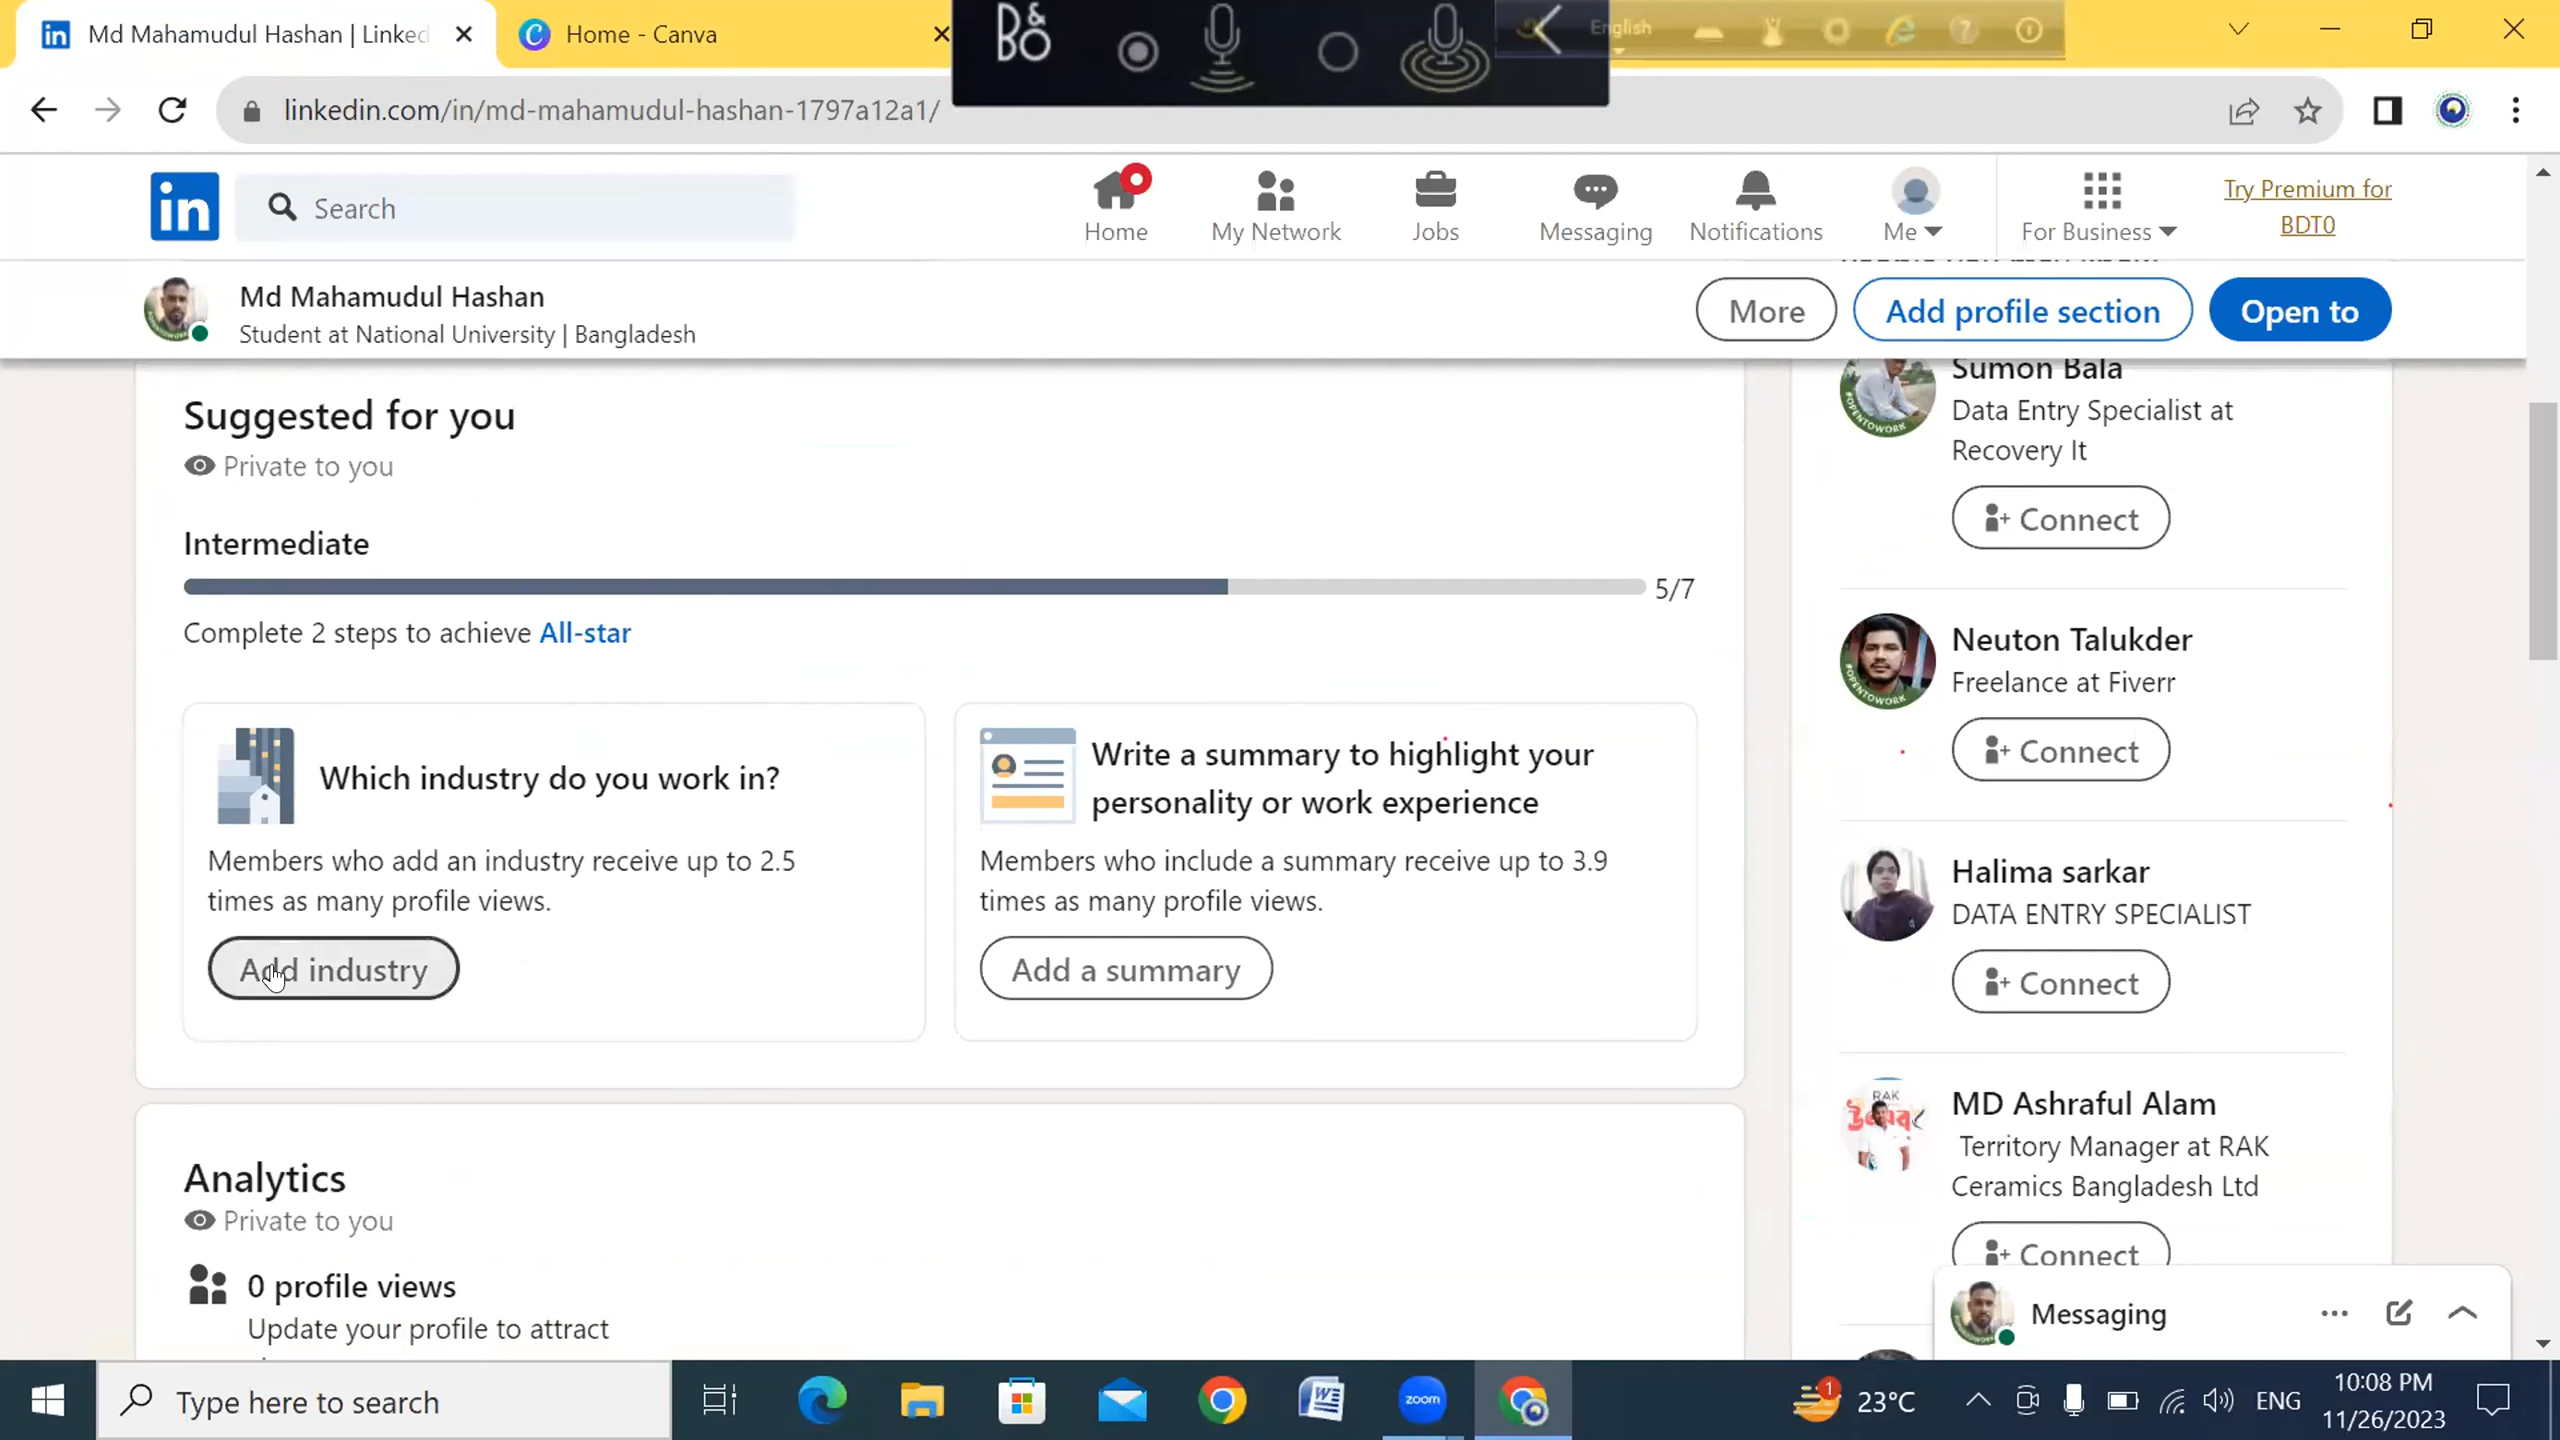 Md Mahamudul Hashan | Linked
Home - Canva
B&O
English
linkedin.com/in/md-mahamudul-hashan-1797a12a1/
in
Search
Home
My Network
Jobs
Messaging
Notifications
Me
For Business
Try Premium for
BDT0
Md Mahamudul Hashan
Student at National University | Bangladesh
More
Add profile section
Open to
Suggested for you
Private to you
Intermediate
5/7
Complete 2 steps to achieve All-star
Which industry do you work in?
Members who add an industry receive up to 2.5
times as many profile views.
Add industry
Write a summary to highlight your
personality or work experience
Members who include a summary receive up to 3.9
times as many profile views.
Add a summary
Analytics
Private to you
0 profile views
Update your profile to attract
Sumon Bala
Data Entry Specialist at
Recovery It
Connect
#OPENTOWORK
Neuton Talukder
Freelance at Fiverr
Connect
#OPENTOWORK
Halima sarkar
DATA ENTRY SPECIALIST
Connect
MD Ashraful Alam
Territory Manager at RAK
Ceramics Bangladesh Ltd
Connect
RAK
Messaging
Type here to search
zoom
1
23°C
ENG
10:08 PM
11/26/2023